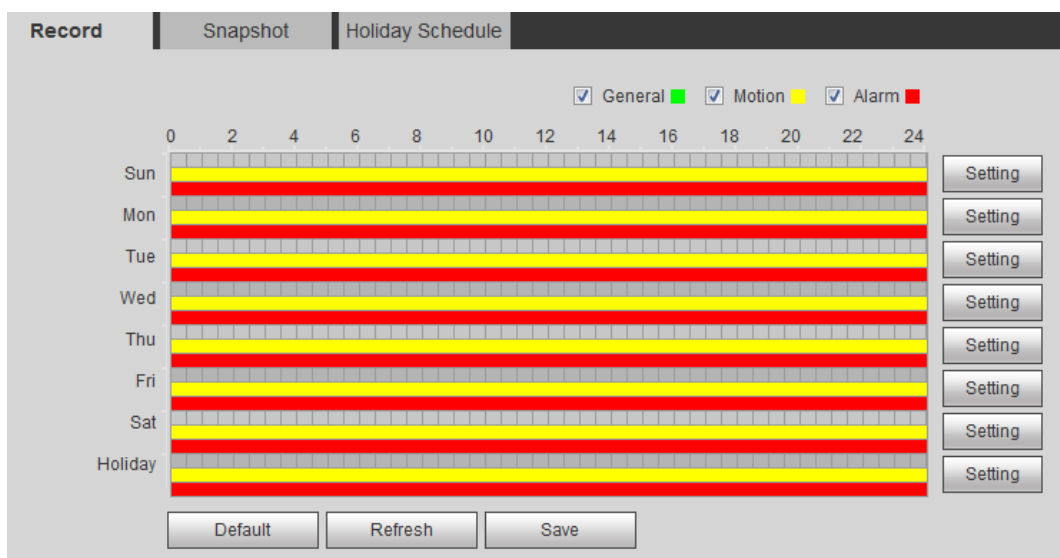 Record Snapshot Holiday Schedule
General Motion Alarm
0 2 4 6 8 10 12 14 16 18 20 22 24
Sun Setting
Mon Setting
Tue Setting
Wed Setting
Thu Setting
Fri Setting
Sat Setting
Holiday Setting
Default Refresh Save